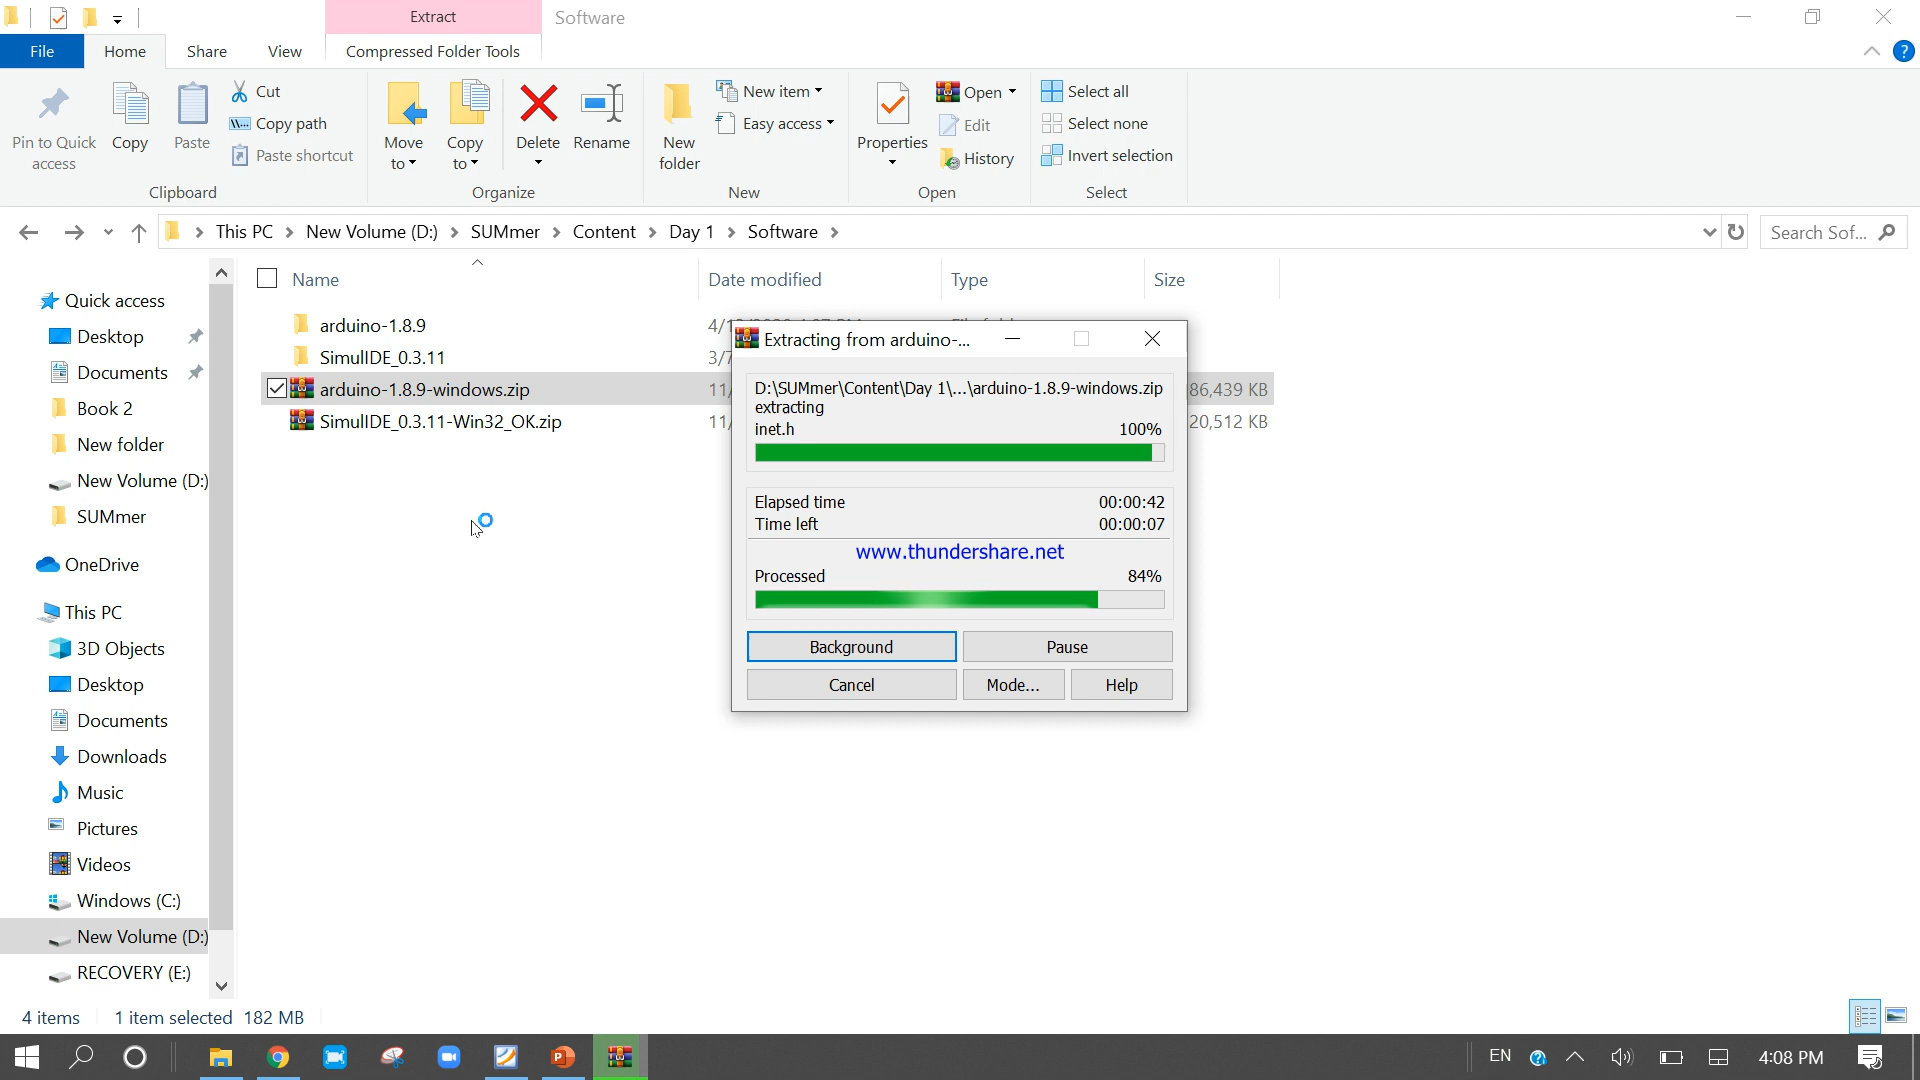 Extract
Software
File
Home
Share
View
Compressed Folder Tools
Pin to Quick
access
Copy
Paste
Cut
Copy path
Paste shortcut
Clipboard
Move
to
Copy
to
Delete
Rename
Organize
New
folder
New item
Easy access
New
Properties
Open
Edit
History
Open
Select all
Select none
Invert selection
Select
This PC
New Volume (D:)
SUMmer
Content
Day 1
Software
Search Sof...
Name
Date modified
Type
Size
Quick access
Desktop
Documents
Book 2
New folder
New Volume (D:)
SUMmer
OneDrive
This PC
3D Objects
Desktop
Documents
Downloads
Music
Pictures
Videos
Windows (C:)
New Volume (D:)
RECOVERY (E:)
arduino-1.8.9
SimulIDE_0.3.11
arduino-1.8.9-windows.zip
86,439 KB
SimulIDE_0.3.11-Win32_OK.zip
20,512 KB
Extracting from arduino-...
D:\SUMmer\Content\Day 1\...\arduino-1.8.9-windows.zip
extracting
inet.h 100%
Elapsed time 00:00:42
Time left 00:00:07
www.thundershare.net
Processed 84%
Background
Pause
Cancel
Mode...
Help
4 items
1 item selected 182 MB
EN
4:08 PM